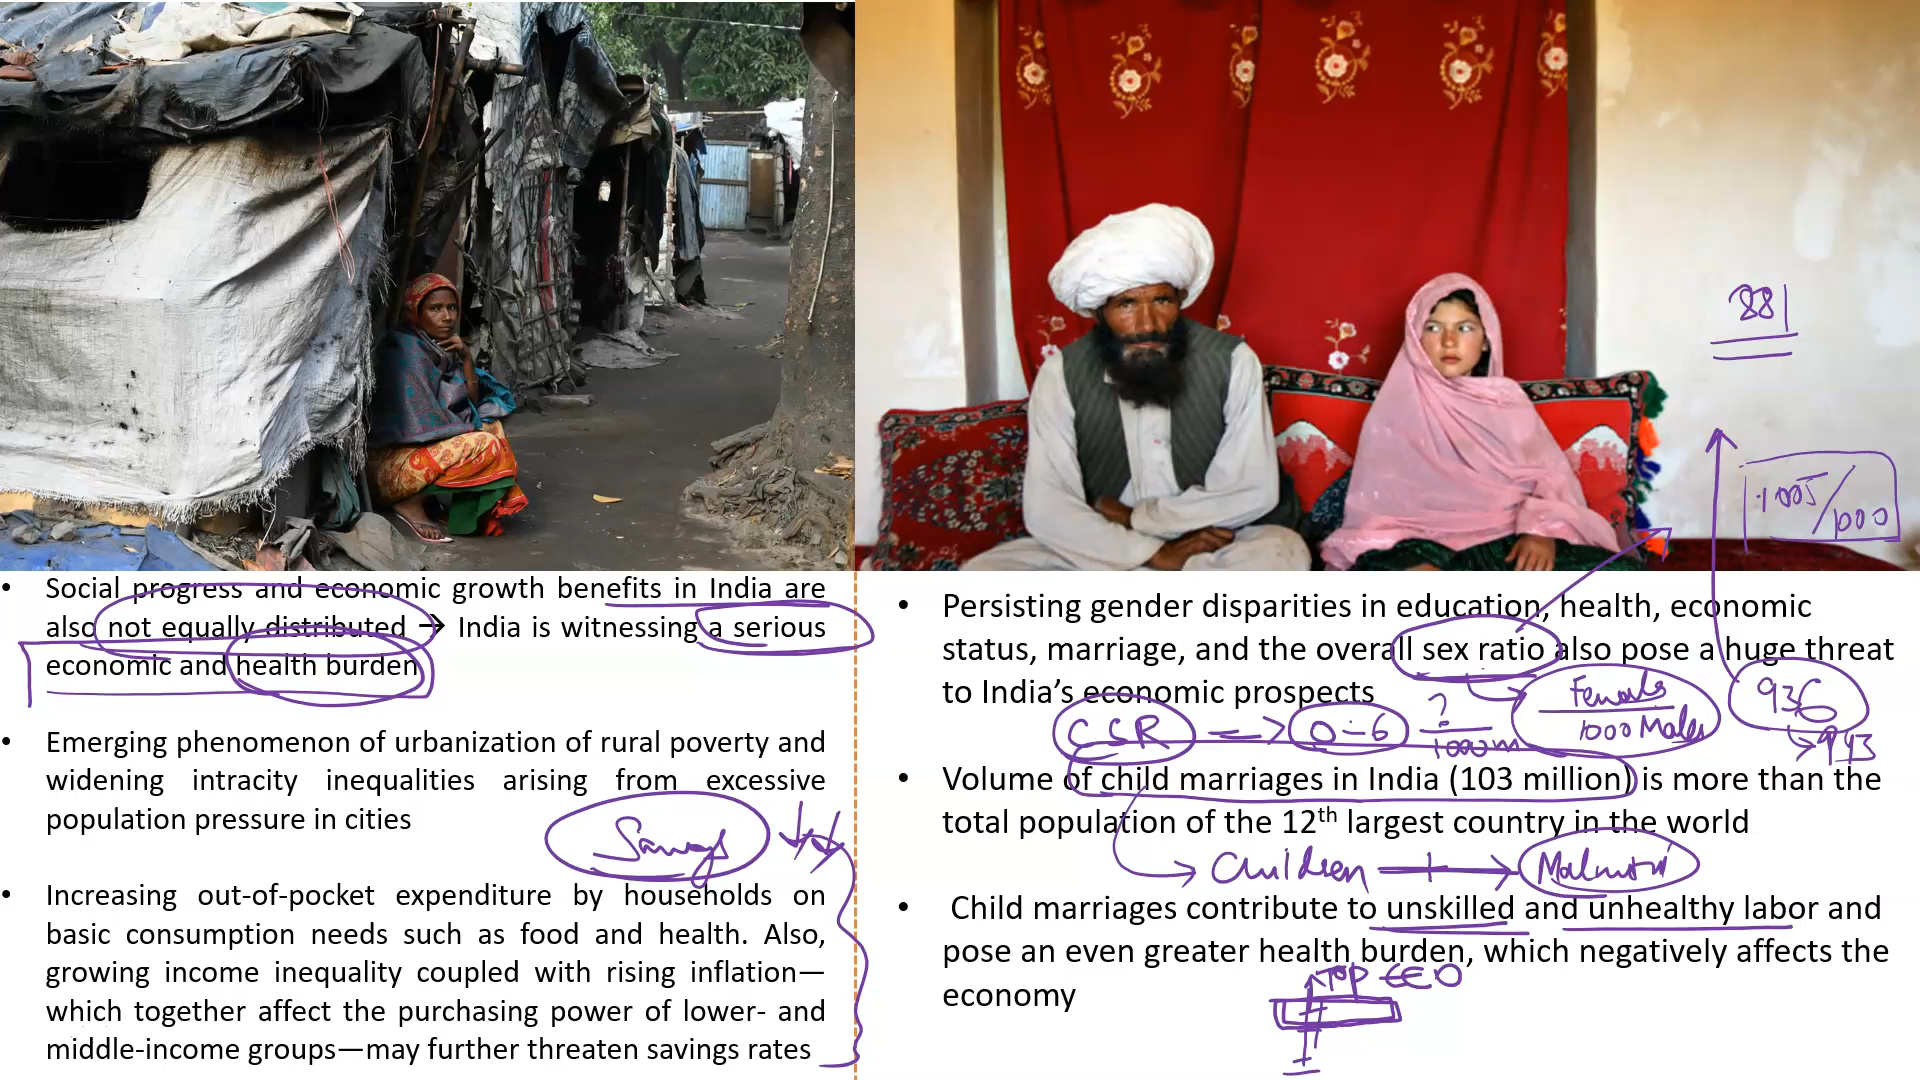 • Social progress and economic growth benefits in India are
also not equally distributed → India is witnessing a serious
economic and health burden
• Emerging phenomenon of urbanization of rural poverty and
widening intracity inequalities arising from excessive
population pressure in cities
Savings
• Increasing out-of-pocket expenditure by households on
basic consumption needs such as food and health. Also,
growing income inequality coupled with rising inflation—
which together affect the purchasing power of lower- and
middle-income groups—may further threaten savings rates
881
1005/1000
• Persisting gender disparities in education, health, economic
status, marriage, and the overall sex ratio also pose a huge threat
to India’s economic prospects
Females
1000 Males
936
→ 943
CSR => 0-6 ?
1000m
• Volume of child marriages in India (103 million) is more than the
total population of the 12th largest country in the world
→ Children
• Child marriages contribute to unskilled and unhealthy labor and
pose an even greater health burden, which negatively affects the
economy
TOP CEO